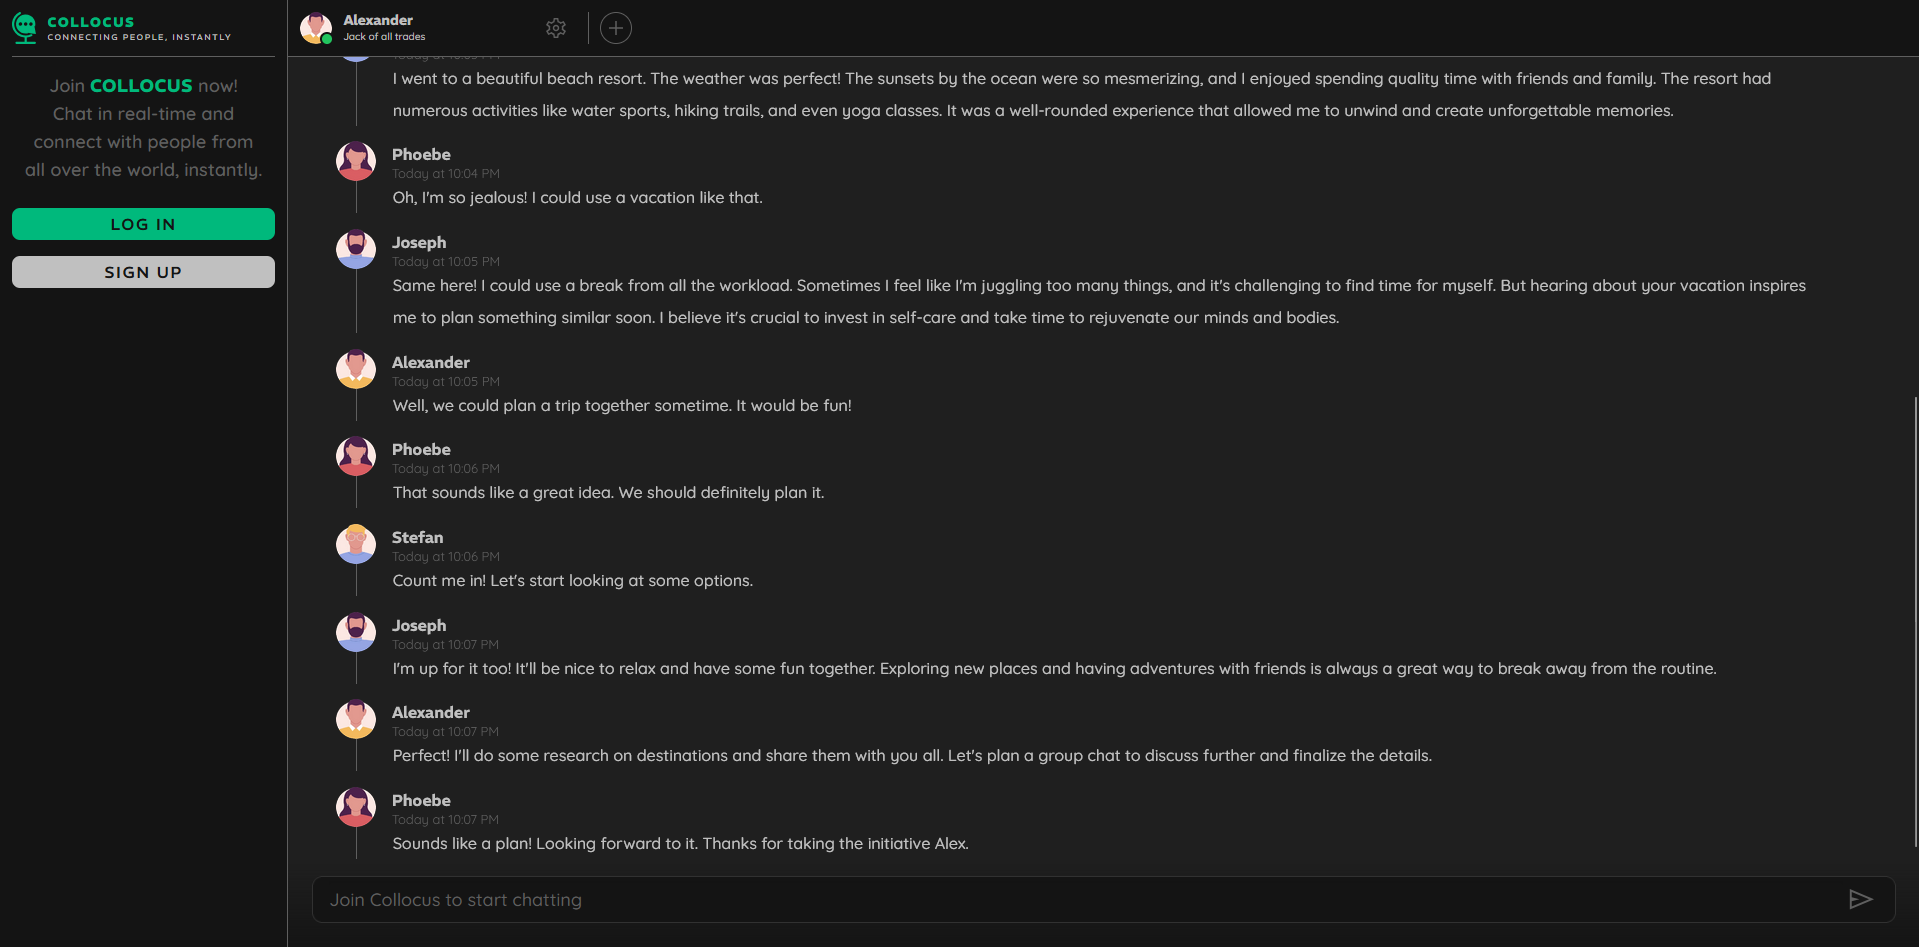 COLLOCUS
CONNECTING PEOPLE, INSTANTLY
Join COLLOCUS now!
Chat in real-time and
connect with people from
all over the world, instantly.
LOG IN
SIGN UP
Alexander
Jack of all trades
I went to a beautiful beach resort. The weather was perfect! The sunsets by the ocean were so mesmerizing, and I enjoyed spending quality time with friends and family. The resort had
numerous activities like water sports, hiking trails, and even yoga classes. It was a well-rounded experience that allowed me to unwind and create unforgettable memories.
Phoebe
Today at 10:04 PM
Oh, I'm so jealous! I could use a vacation like that.
Joseph
Today at 10:05 PM
Same here! I could use a break from all the workload. Sometimes I feel like I'm juggling too many things, and it's challenging to find time for myself. But hearing about your vacation inspires
me to plan something similar soon. I believe it's crucial to invest in self-care and take time to rejuvenate our minds and bodies.
Alexander
Today at 10:05 PM
Well, we could plan a trip together sometime. It would be fun!
Phoebe
Today at 10:06 PM
That sounds like a great idea. We should definitely plan it.
Stefan
Today at 10:06 PM
Count me in! Let's start looking at some options.
Joseph
Today at 10:07 PM
I'm up for it too! It'll be nice to relax and have some fun together. Exploring new places and having adventures with friends is always a great way to break away from the routine.
Alexander
Today at 10:07 PM
Perfect! I'll do some research on destinations and share them with you all. Let's plan a group chat to discuss further and finalize the details.
Phoebe
Today at 10:07 PM
Sounds like a plan! Looking forward to it. Thanks for taking the initiative Alex.
Join Collocus to start chatting